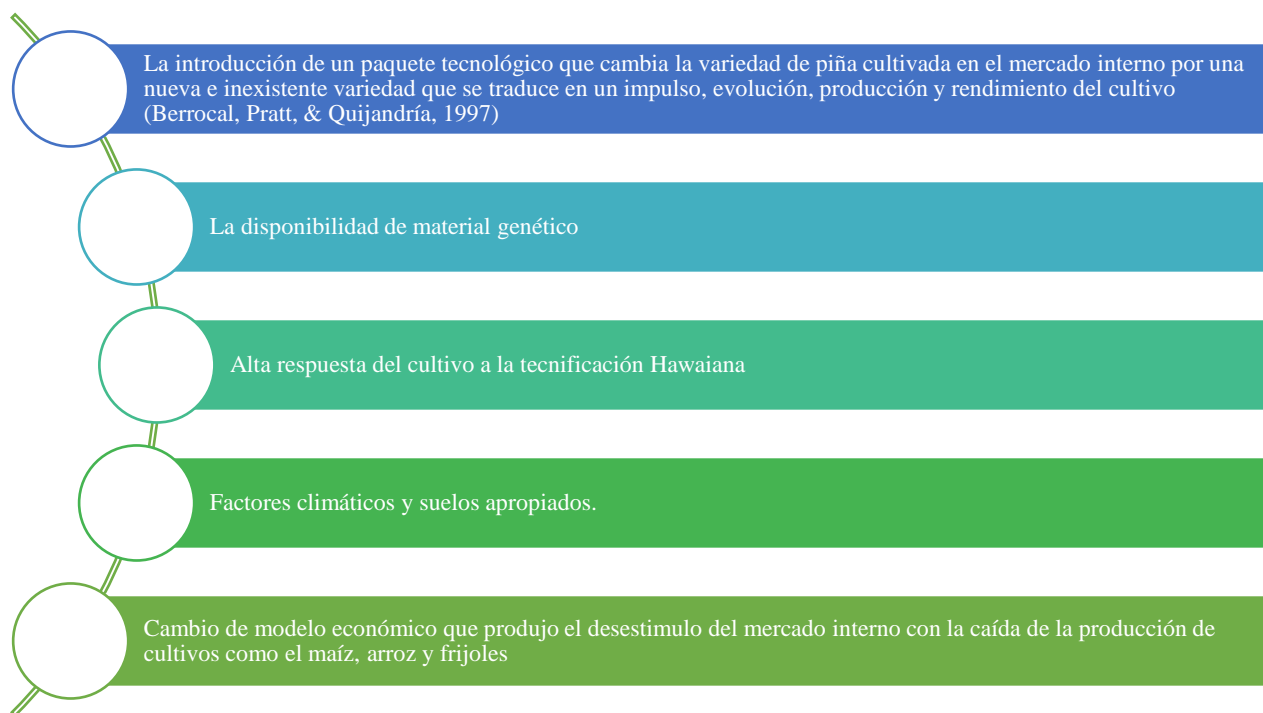 La introducción de un paquete tecnológico que cambia la variedad de piña cultivada en el mercado interno por una
nueva e inexistente variedad que se traduce en un impulso, evolución, producción y rendimiento del cultivo
(Berrocal, Pratt, & Quijandría, 1997)
La disponibilidad de material genético
Alta respuesta del cultivo a la tecnificación Hawaiana
Factores climáticos y suelos apropiados.
Cambio de modelo económico que produjo el desestimulo del mercado interno con la caída de la producción de
cultivos como el maíz, arroz y frijoles